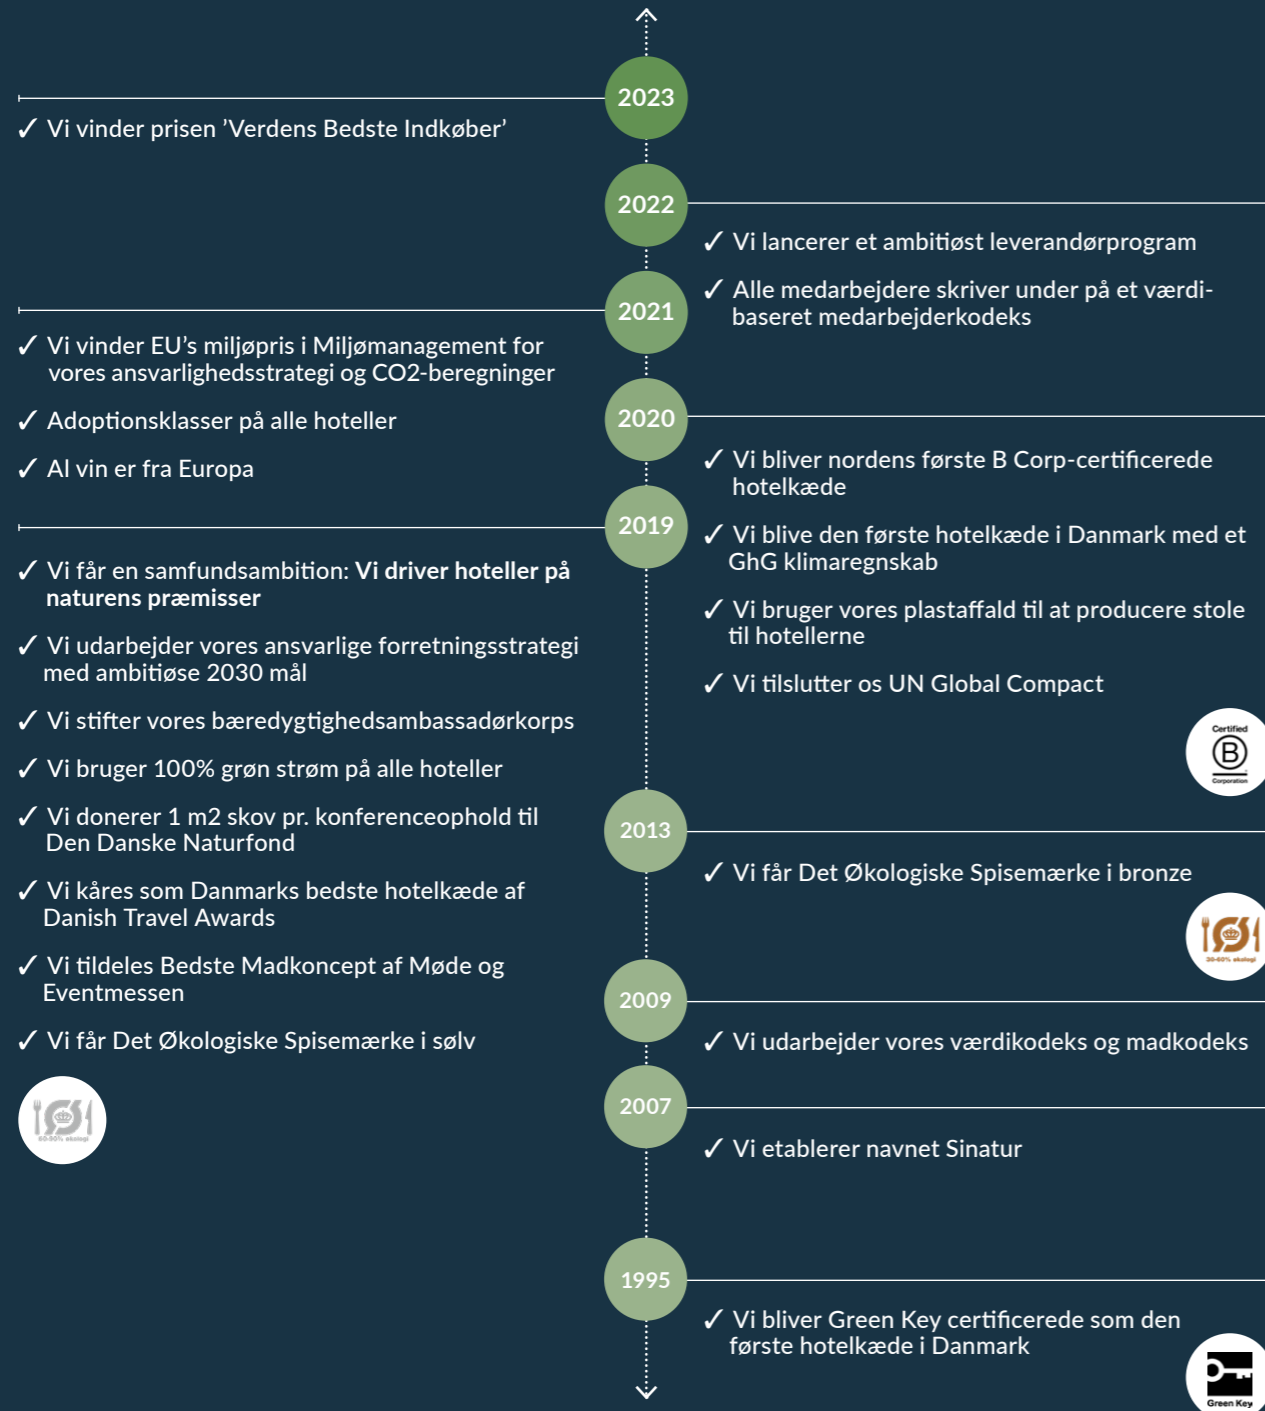 2023
✓ Vi vinder prisen ’Verdens Bedste Indkøber’
2022
✓ Vi lancerer et ambitiøst leverandørprogram
✓ Alle medarbejdere skriver under på et værdi-
baseret medarbejderkodeks
2021
✓ Vi vinder EU’s miljøpris i Miljømanagement for
vores ansvarlighedsstrategi og CO2-beregninger
✓ Adoptionsklasser på alle hoteller
✓ Al vin er fra Europa
2020
✓ Vi bliver nordens første B Corp-certificerede
hotelkæde
✓ Vi blive den første hotelkæde i Danmark med et
GhG klimaregnskab
✓ Vi bruger vores plastaffald til at producere stole
til hotellerne
✓ Vi tilslutter os UN Global Compact
Certified
B
Corporation
2019
✓ Vi får en samfundsambition: Vi driver hoteller på
naturens præmisser
✓ Vi udarbejder vores ansvarlige forretningsstrategi
med ambitiøse 2030 mål
✓ Vi stifter vores bæredygtighedsambassadørkorps
✓ Vi bruger 100% grøn strøm på alle hoteller
✓ Vi donerer 1 m2 skov pr. konferenceophold til
Den Danske Naturfond
✓ Vi kåres som Danmarks bedste hotelkæde af
Danish Travel Awards
✓ Vi tildeles Bedste Madkoncept af Møde og
Eventmessen
✓ Vi får Det Økologiske Spisemærke i sølv
60-90% økologi
2013
✓ Vi får Det Økologiske Spisemærke i bronze
30-60% økologi
2009
✓ Vi udarbejder vores værdikodeks og madkodeks
2007
✓ Vi etablerer navnet Sinatur
1995
✓ Vi bliver Green Key certificerede som den
første hotelkæde i Danmark
Green Key